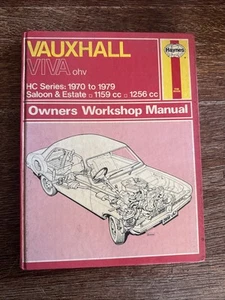 VAUXHALL
VIVA ohv
Haynes
HC Series: 1970 to 1979
Saloon & Estate □ 1159 cc □ 1256 cc
Owners Workshop Manual